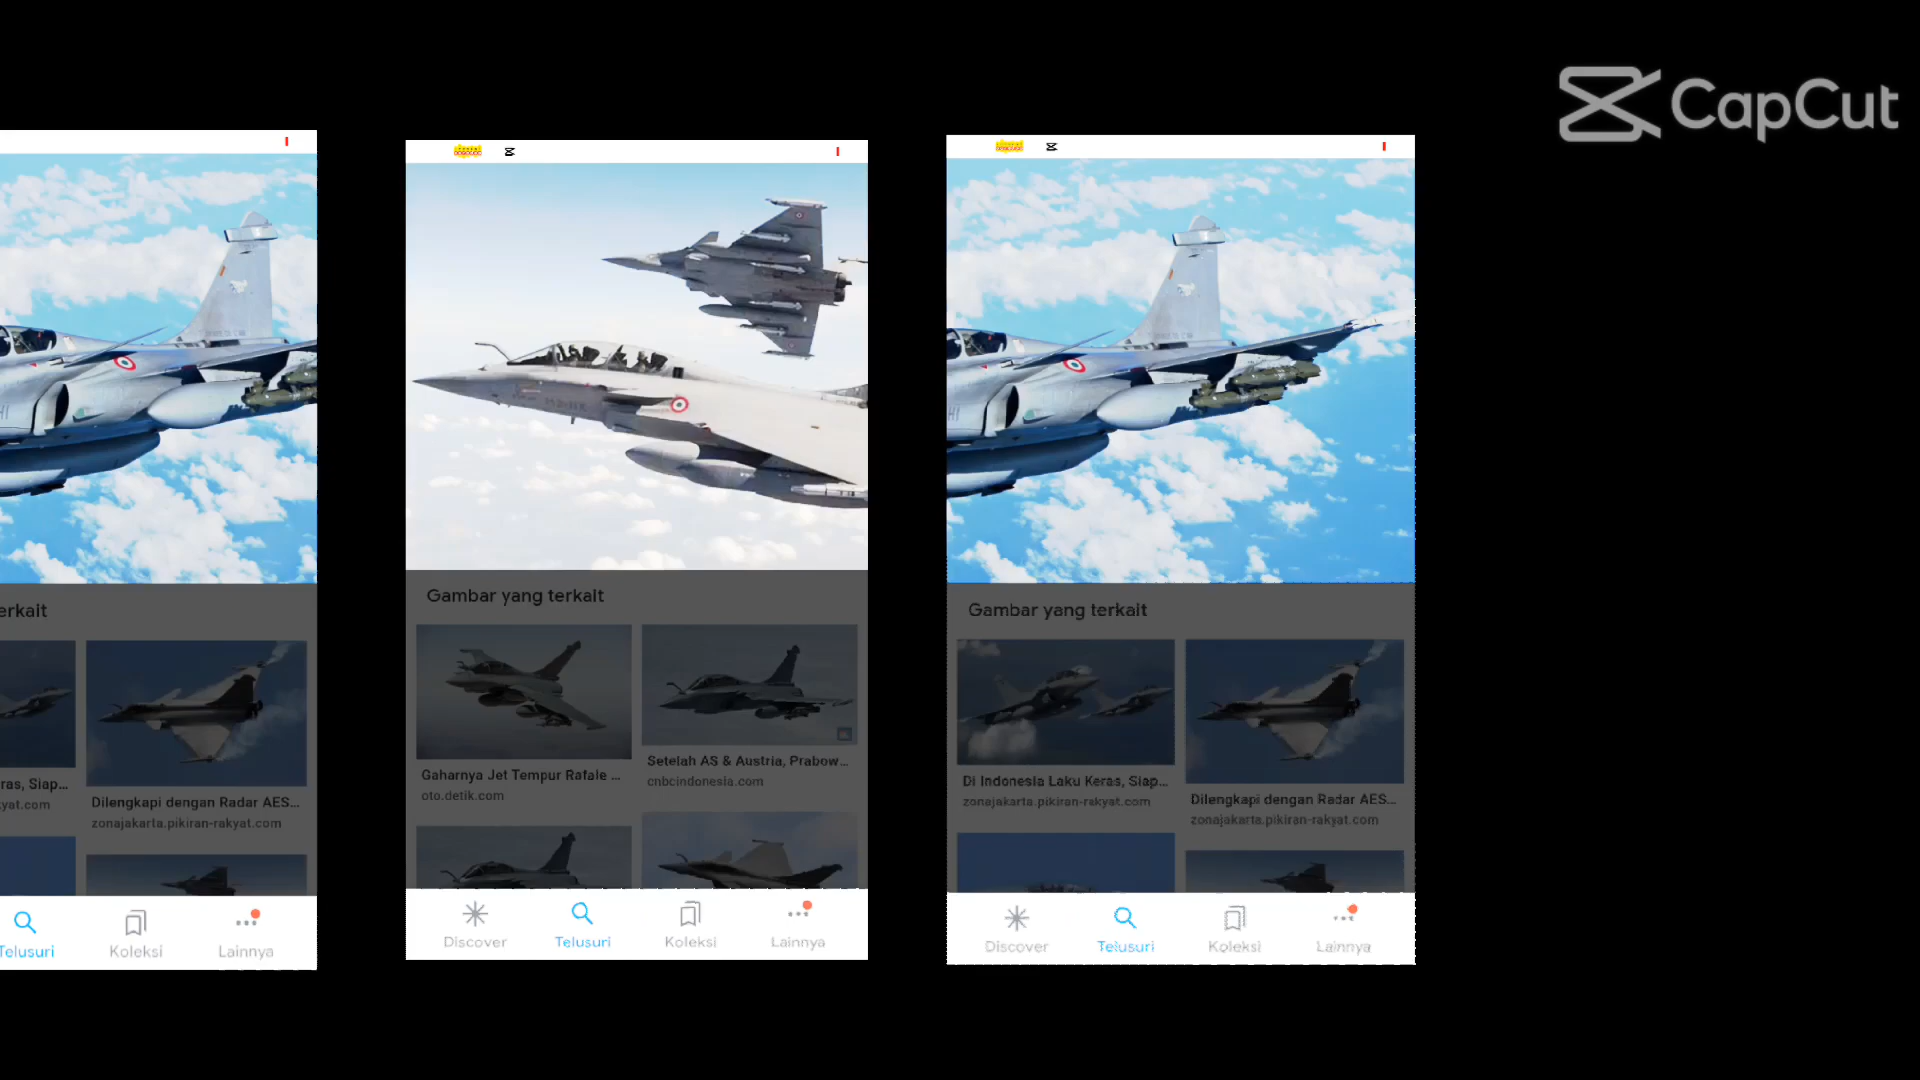 CapCut
erkait
ras, Siap...
yat.com
Dilengkapi dengan Radar AES...
zonajakarta.pikiran-rakyat.com
Telusuri
Koleksi
Lainnya
Gambar yang terkait
Gaharnya Jet Tempur Rafale ...
oto.detik.com
Setelah AS & Austria, Prabow...
cnbcindonesia.com
Discover
Telusuri
Koleksi
Lainnya
Gambar yang terkait
Di Indonesia Laku Keras, Siap...
zonajakarta.pikiran-rakyat.com
Dilengkapi dengan Radar AES...
zonajakarta.pikiran-rakyat.com
Discover
Telusuri
Koleksi
Lainnya